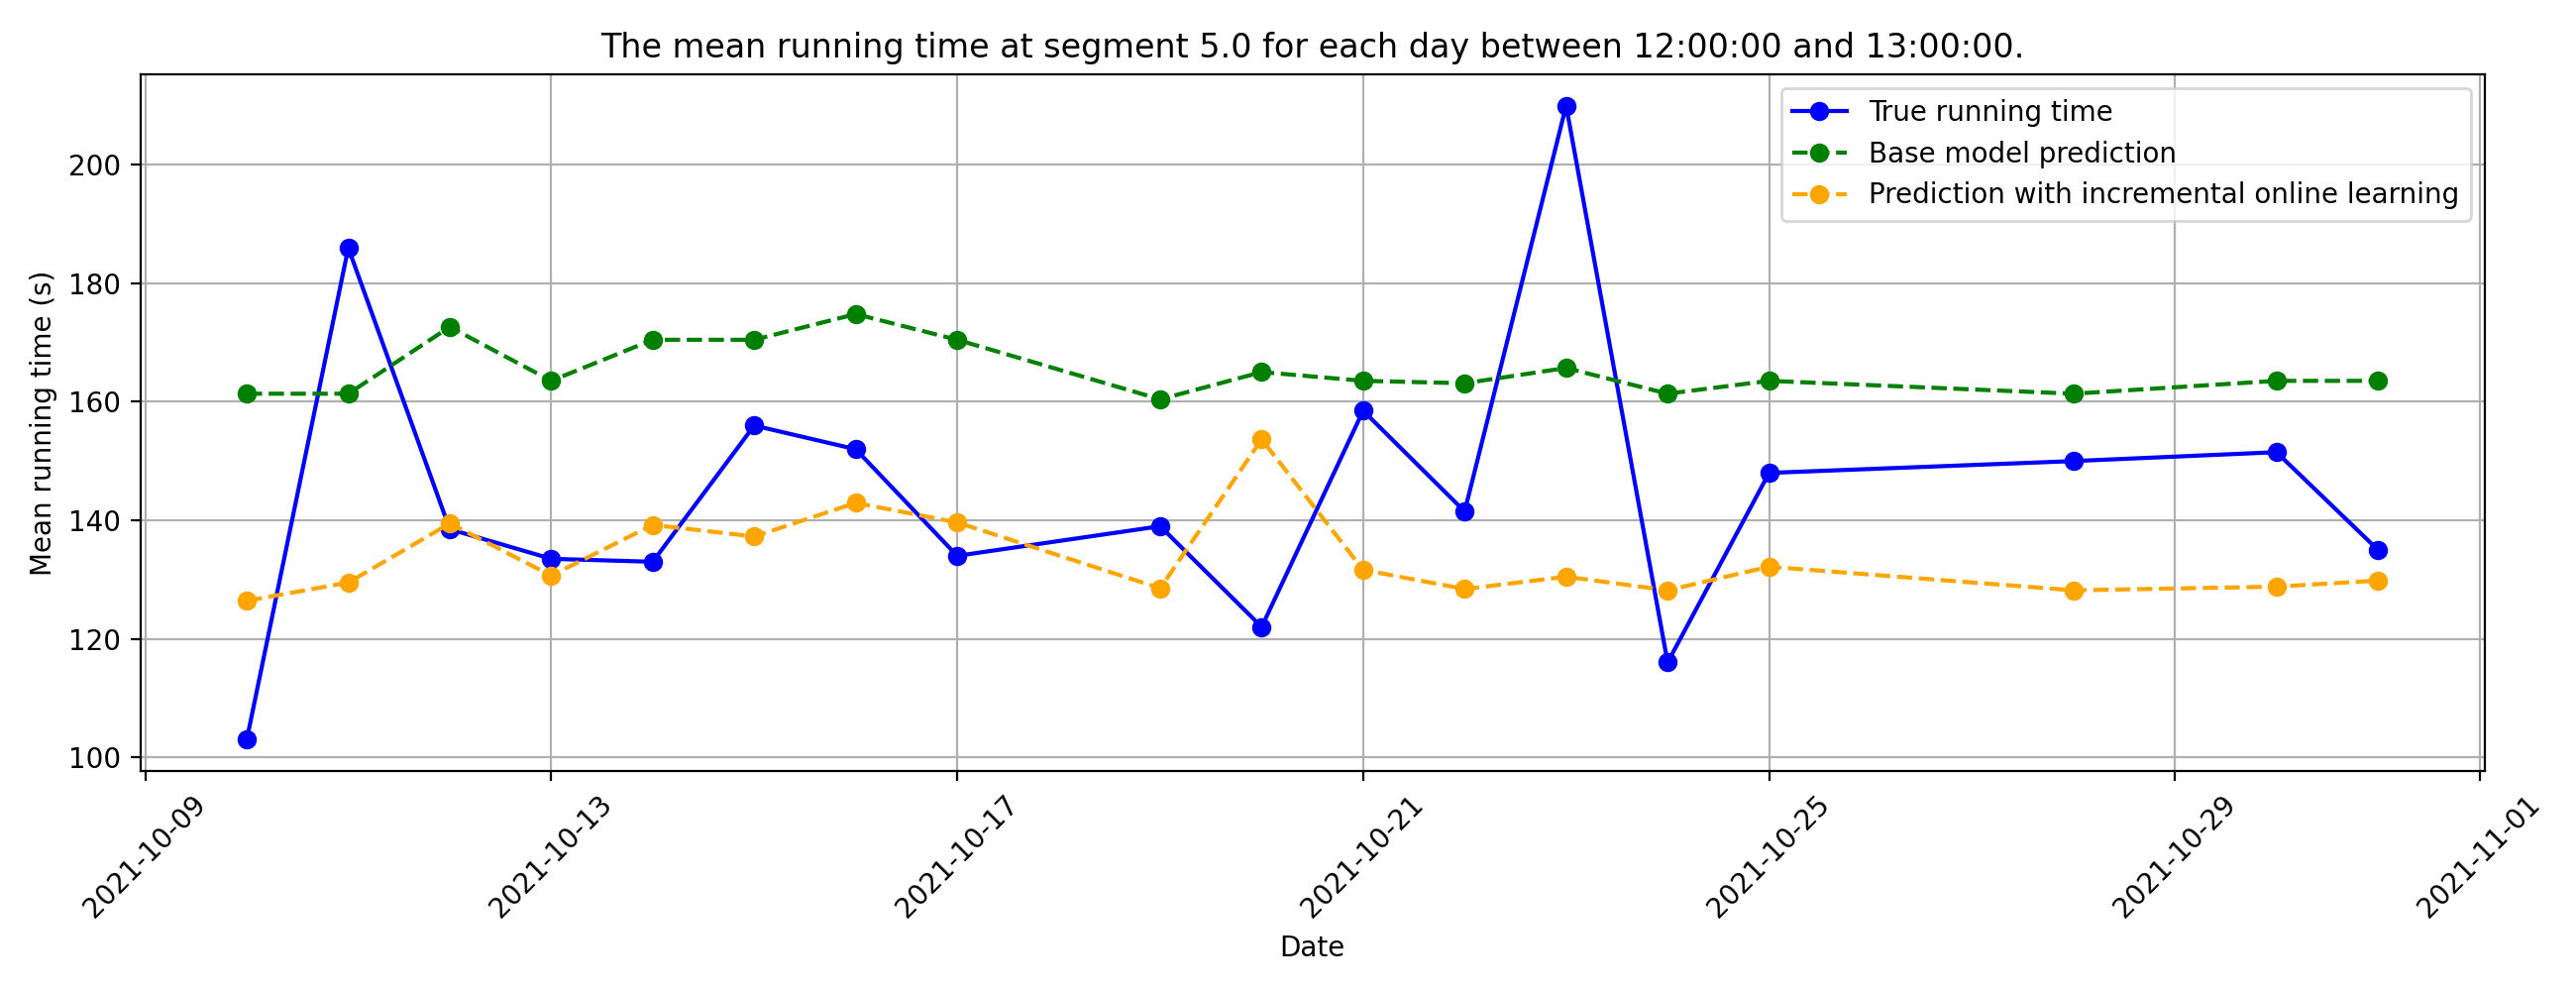 The mean running time at segment 5.0 for each day between 12:00:00 and 13:00:00.
True running time
Base model prediction
Prediction with incremental online learning
Mean running time (s)
200
180
160
140
120
100
2021-10-09
2021-10-13
2021-10-17
2021-10-21
2021-10-25
2021-10-29
2021-11-01
Date